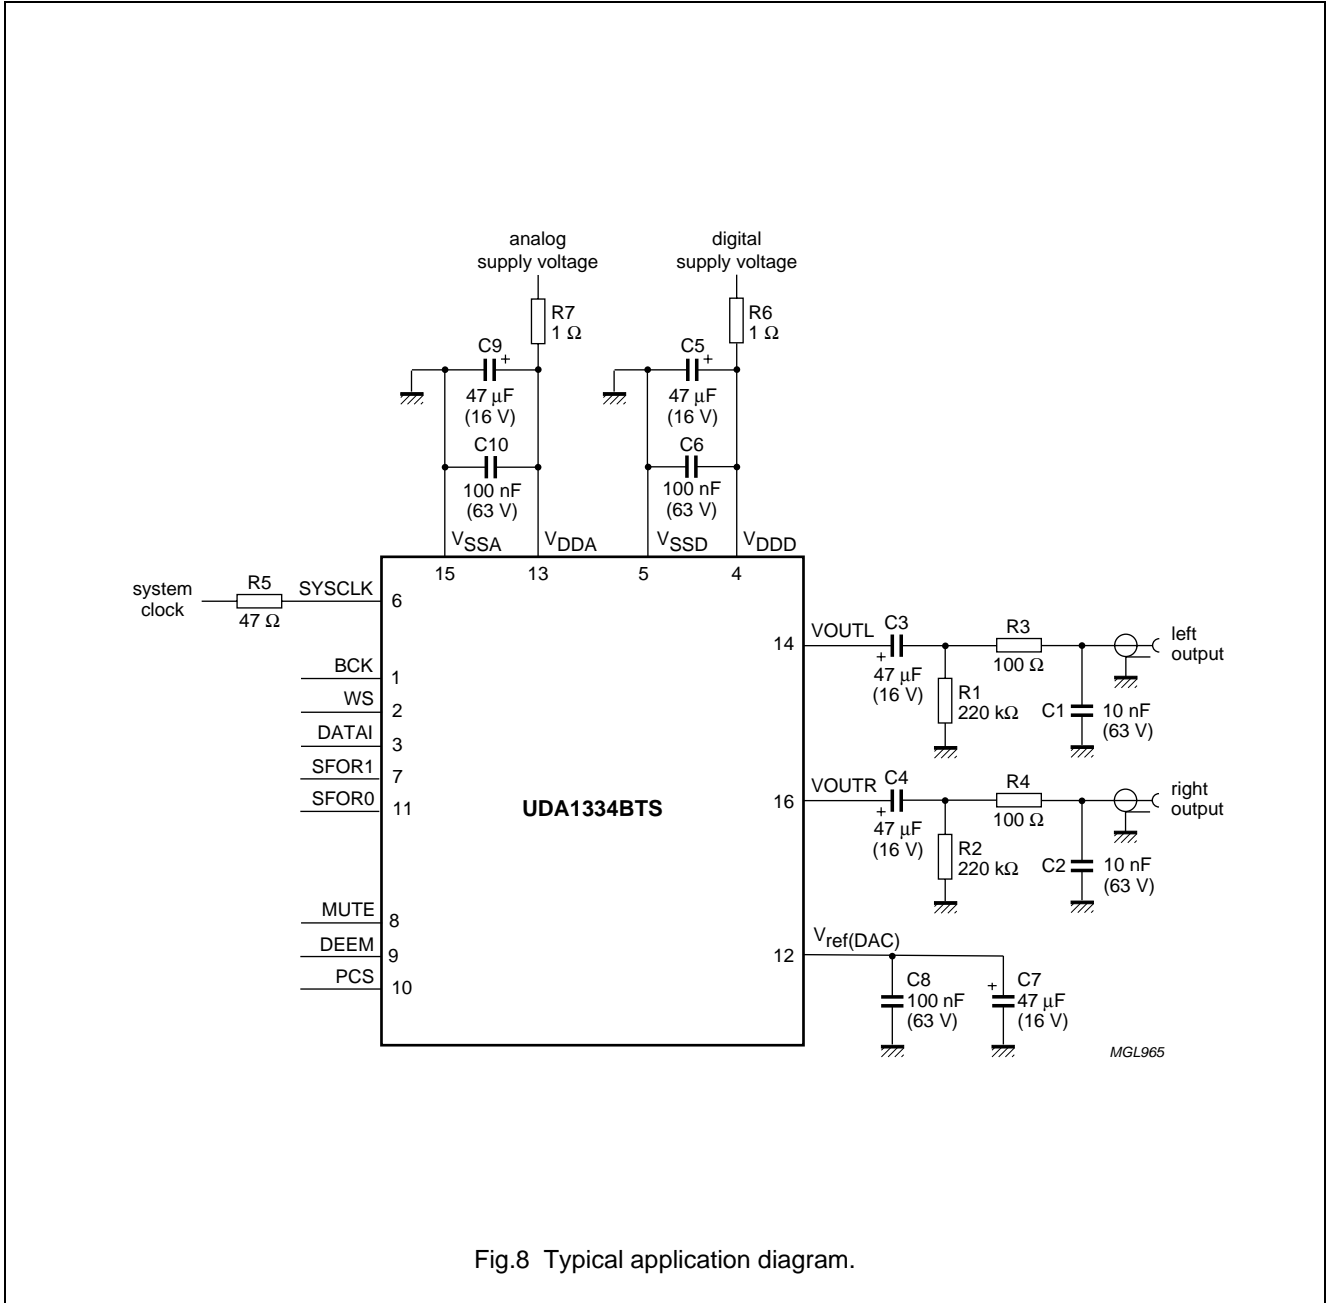 analog
supply voltage
digital
supply voltage
R7
1 Ω
R6
1 Ω
C9
+
47 μF
(16 V)
C5
+
47 μF
(16 V)
C10
100 nF
(63 V)
C6
100 nF
(63 V)
VSSA
VDDA
VSSD
VDDD
15
13
5
4
system
clock
R5
47 Ω
SYSCLK
6
BCK
1
WS
2
DATAI
3
SFOR1
7
SFOR0
11
MUTE
8
DEEM
9
PCS
10
UDA1334BTS
14
VOUTL
C3
+
47 μF
(16 V)
R1
220 kΩ
R3
100 Ω
C1
10 nF
(63 V)
left
output
16
VOUTR
C4
+
47 μF
(16 V)
R2
220 kΩ
R4
100 Ω
C2
10 nF
(63 V)
right
output
12
Vref(DAC)
C8
100 nF
(63 V)
+
C7
47 μF
(16 V)
MGL965
Fig.8 Typical application diagram.